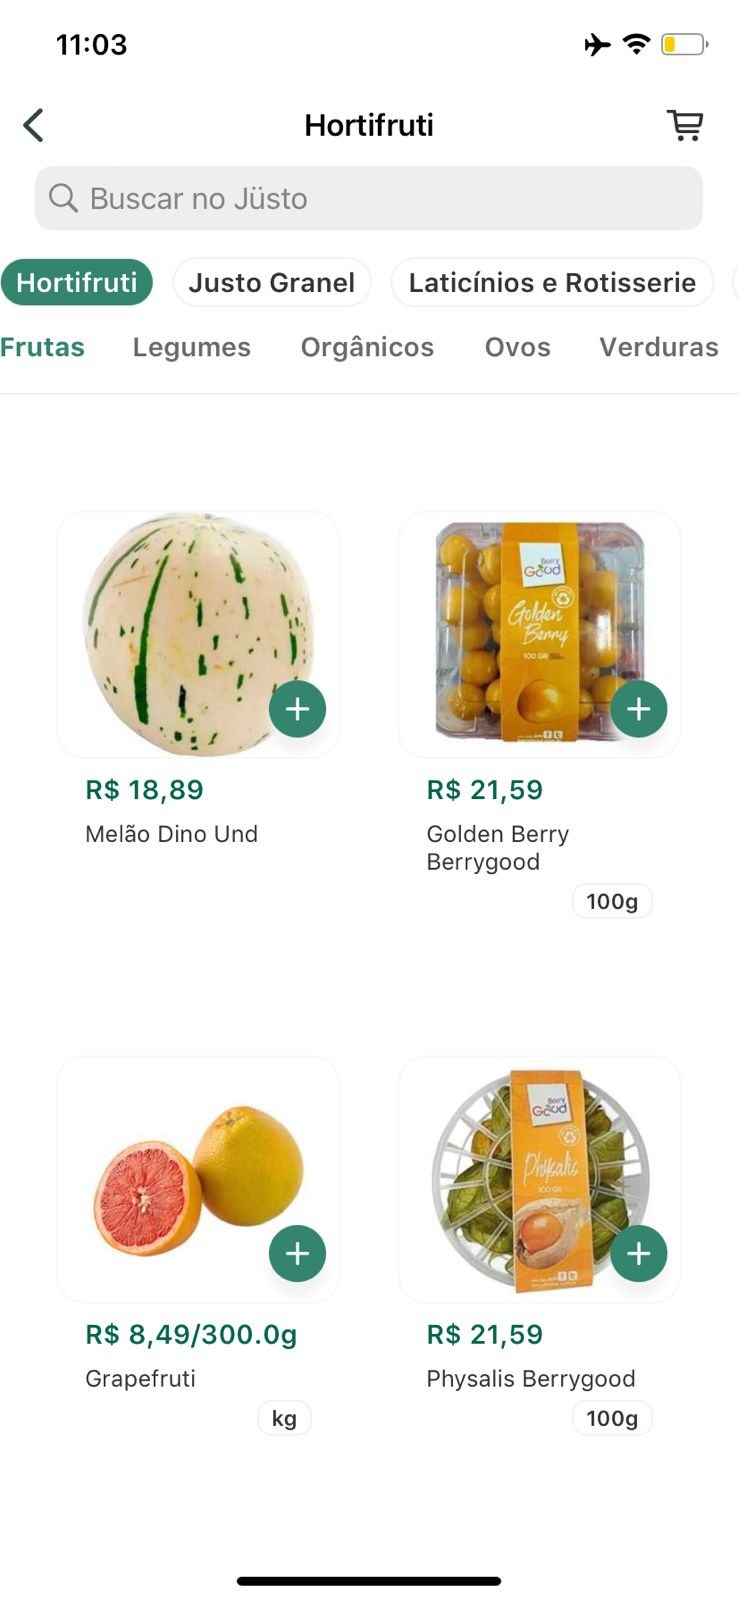 11:03
Hortifruti
Buscar no Jüsto
Hortifruti Justo Granel Laticínios e Rotisserie
Frutas Legumes Orgânicos Ovos Verduras
Berry
Good
Golden
Berry
100 GR
R$ 18,89
Melão Dino Und
R$ 21,59
Golden Berry
Berrygood
100g
Berry
Good
Physalis
100 GR
R$ 8,49/300.0g
Grapefruti
kg
R$ 21,59
Physalis Berrygood
100g